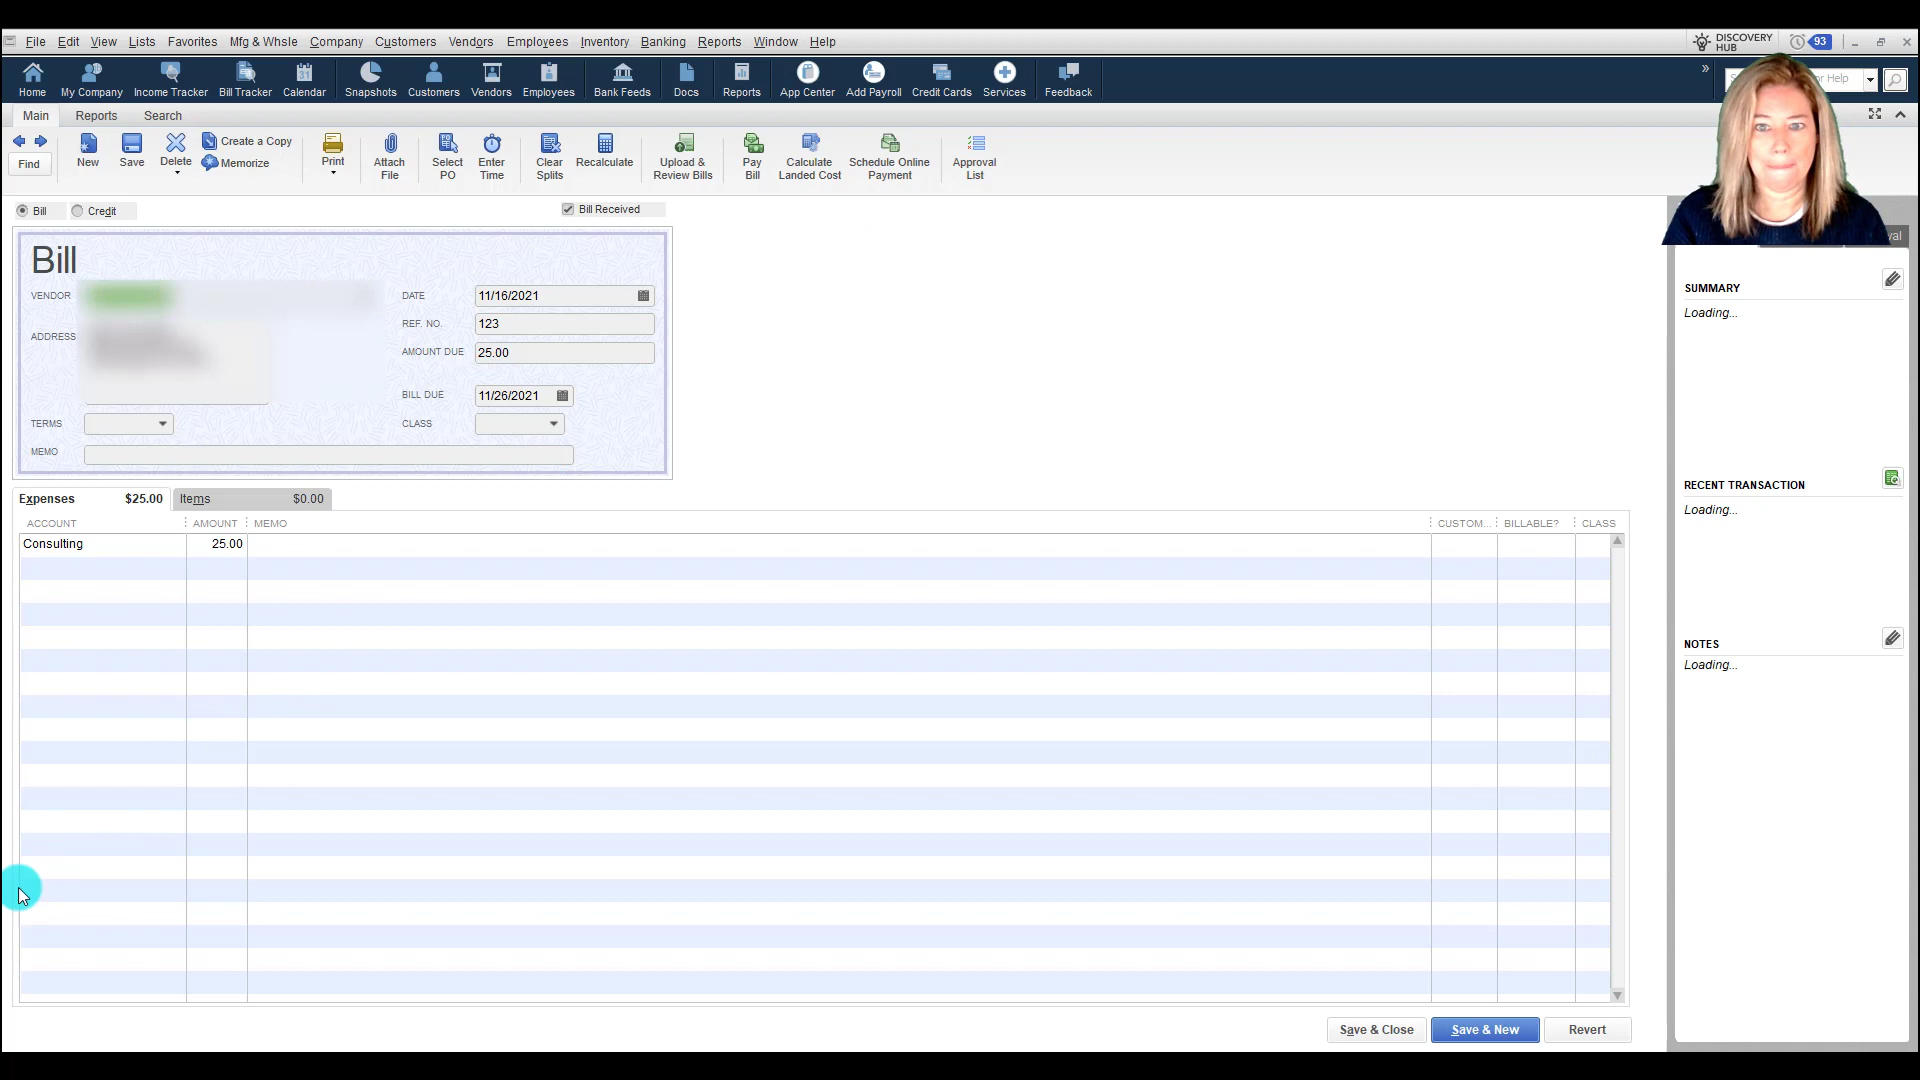 File Edit View Lists Favorites Mfg & Whsle Company Customers Vendors Employees Inventory Banking Reports Window Help
DISCOVERY HUB
93
Home My Company Income Tracker Bill Tracker Calendar Snapshots Customers Vendors Employees Bank Feeds Docs Reports App Center Add Payroll Credit Cards Services Feedback
or Help
Main Reports Search
Find
New Save Delete
Create a Copy
Memorize
Print
Attach File
Select PO
Enter Time
Clear Splits
Recalculate
Upload & Review Bills
Pay Bill
Calculate Landed Cost
Schedule Online Payment
Approval List
Bill Credit Bill Received
Bill
VENDOR
ADDRESS
TERMS
MEMO
DATE 11/16/2021
REF. NO. 123
AMOUNT DUE 25.00
BILL DUE 11/26/2021
CLASS
Expenses $25.00 Items $0.00
ACCOUNT AMOUNT MEMO CUSTOM... BILLABLE? CLASS
Consulting 25.00
Save & Close Save & New Revert
SUMMARY
Loading...
RECENT TRANSACTION
Loading...
NOTES
Loading...